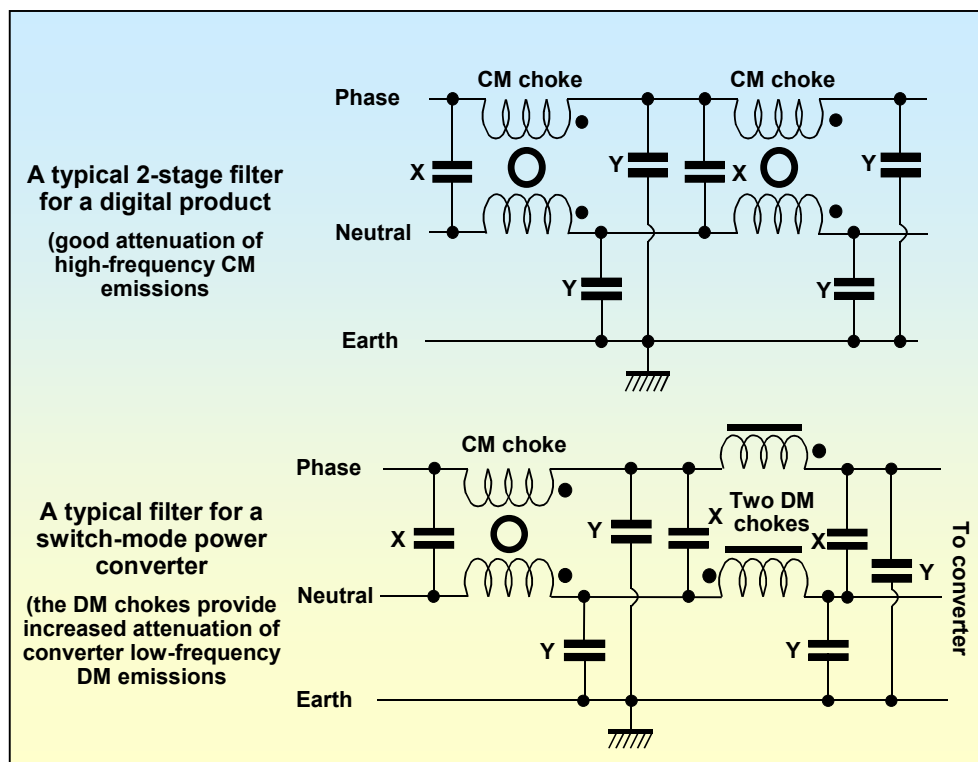 A typical 2-stage filter
for a digital product
(good attenuation of
high-frequency CM
emissions
CM choke
CM choke
Phase
X
Y
X
Y
Neutral
Y
Y
Earth
A typical filter for a
switch-mode power
converter
(the DM chokes provide
increased attenuation of
converter low-frequency
DM emissions
CM choke
Phase
Two DM
chokes
X
Y
X
X
Y
Neutral
Y
Y
Earth
To converter